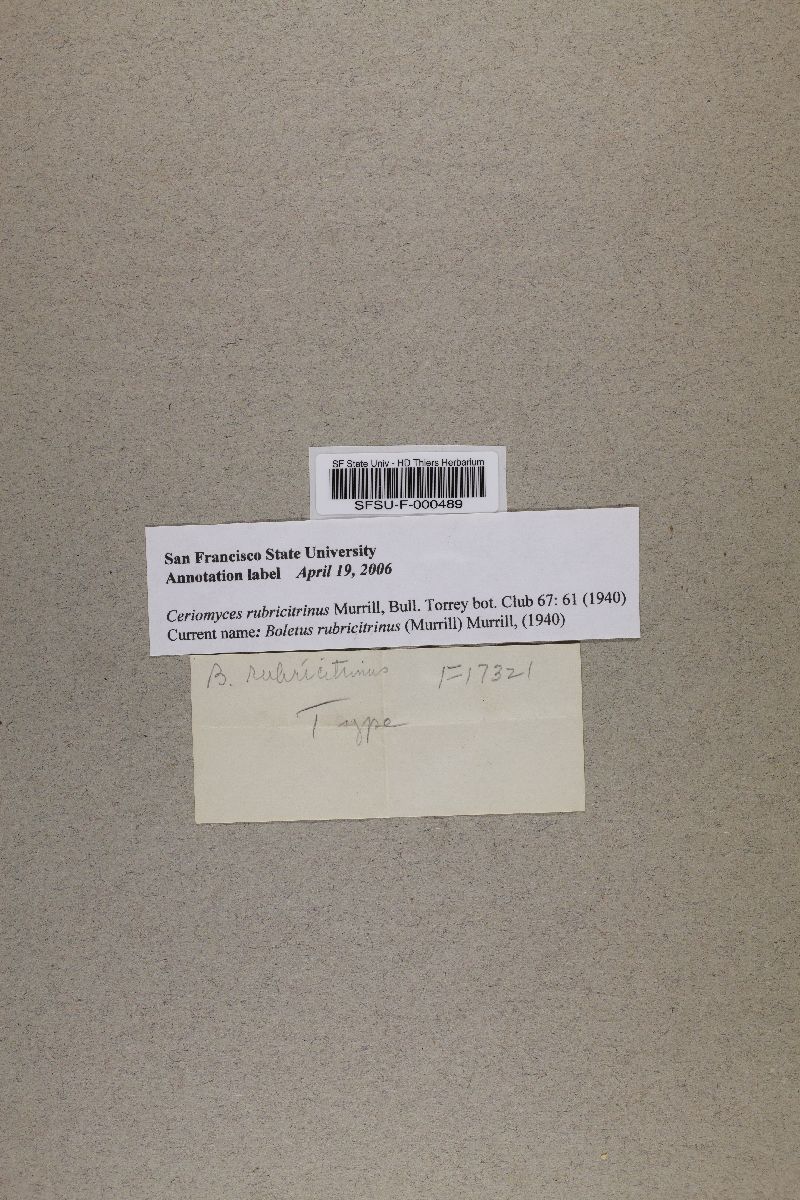 SF State Univ - HD Thiers Herbarium
SFSU-F-000489
San Francisco State University
Annotation label April 19, 2006
Ceriomyces rubricitrinus Murrill, Bull. Torrey bot. Club 67: 61 (1940)
Current name: Boletus rubricitrinus (Murrill) Murrill, (1940)
B. rubricitrinus F17321
Type